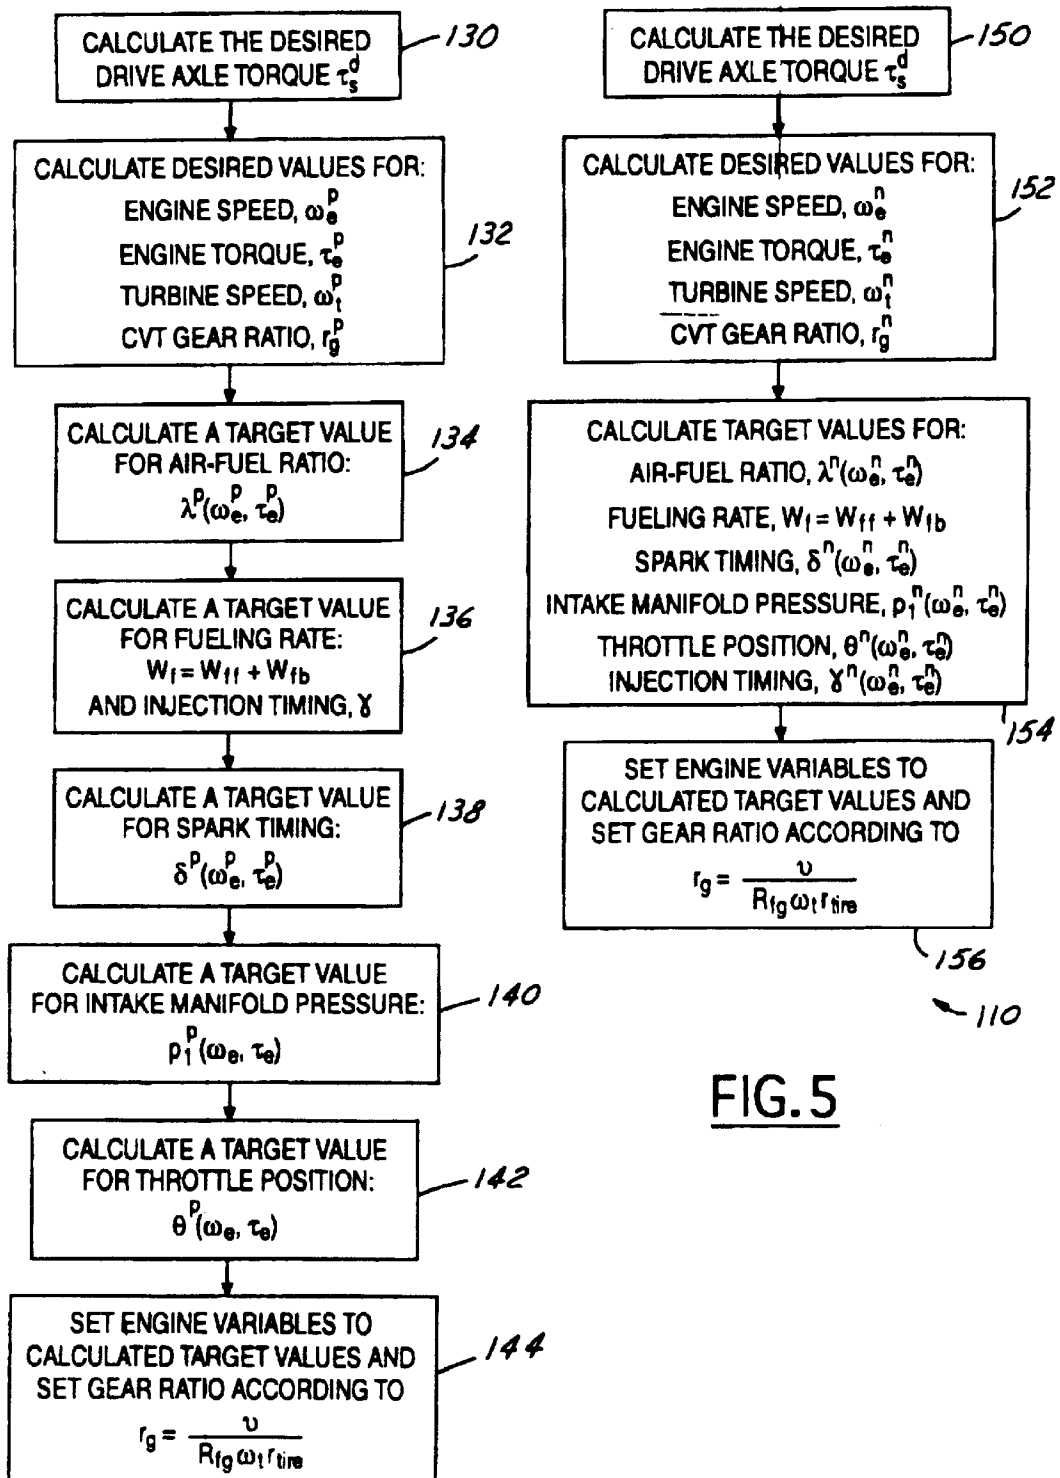 CALCULATE THE DESIRED
DRIVE AXLE TORQUE τ_s^d
130
CALCULATE DESIRED VALUES FOR:
ENGINE SPEED, ω_e^p
ENGINE TORQUE, τ_e^p
TURBINE SPEED, ω_t^p
CVT GEAR RATIO, r_g^p
132
CALCULATE A TARGET VALUE
FOR AIR-FUEL RATIO:
λ^p(ω_e^p, τ_e^p)
134
CALCULATE A TARGET VALUE
FOR FUELING RATE:
W_f = W_ff + W_fb
AND INJECTION TIMING, γ
136
CALCULATE A TARGET VALUE
FOR SPARK TIMING:
δ^p(ω_e^p, τ_e^p)
138
CALCULATE A TARGET VALUE
FOR INTAKE MANIFOLD PRESSURE:
p_1^p(ω_e, τ_e)
140
CALCULATE A TARGET VALUE
FOR THROTTLE POSITION:
θ^p(ω_e, τ_e)
142
SET ENGINE VARIABLES TO
CALCULATED TARGET VALUES AND
SET GEAR RATIO ACCORDING TO
r_g = υ / R_fg ω_t r_tire
144
CALCULATE THE DESIRED
DRIVE AXLE TORQUE τ_s^d
150
CALCULATE DESIRED VALUES FOR:
ENGINE SPEED, ω_e^n
ENGINE TORQUE, τ_e^n
TURBINE SPEED, ω_t^n
CVT GEAR RATIO, r_g^n
152
CALCULATE TARGET VALUES FOR:
AIR-FUEL RATIO, λ^n(ω_e^n, τ_e^n)
FUELING RATE, W_f = W_ff + W_fb
SPARK TIMING, δ^n(ω_e^n, τ_e^n)
INTAKE MANIFOLD PRESSURE, p_1^n(ω_e^n, τ_e^n)
THROTTLE POSITION, θ^n(ω_e^n, τ_e^n)
INJECTION TIMING, γ^n(ω_e^n, τ_e^n)
154
SET ENGINE VARIABLES TO
CALCULATED TARGET VALUES AND
SET GEAR RATIO ACCORDING TO
r_g = υ / R_fg ω_t r_tire
156
110
FIG. 5